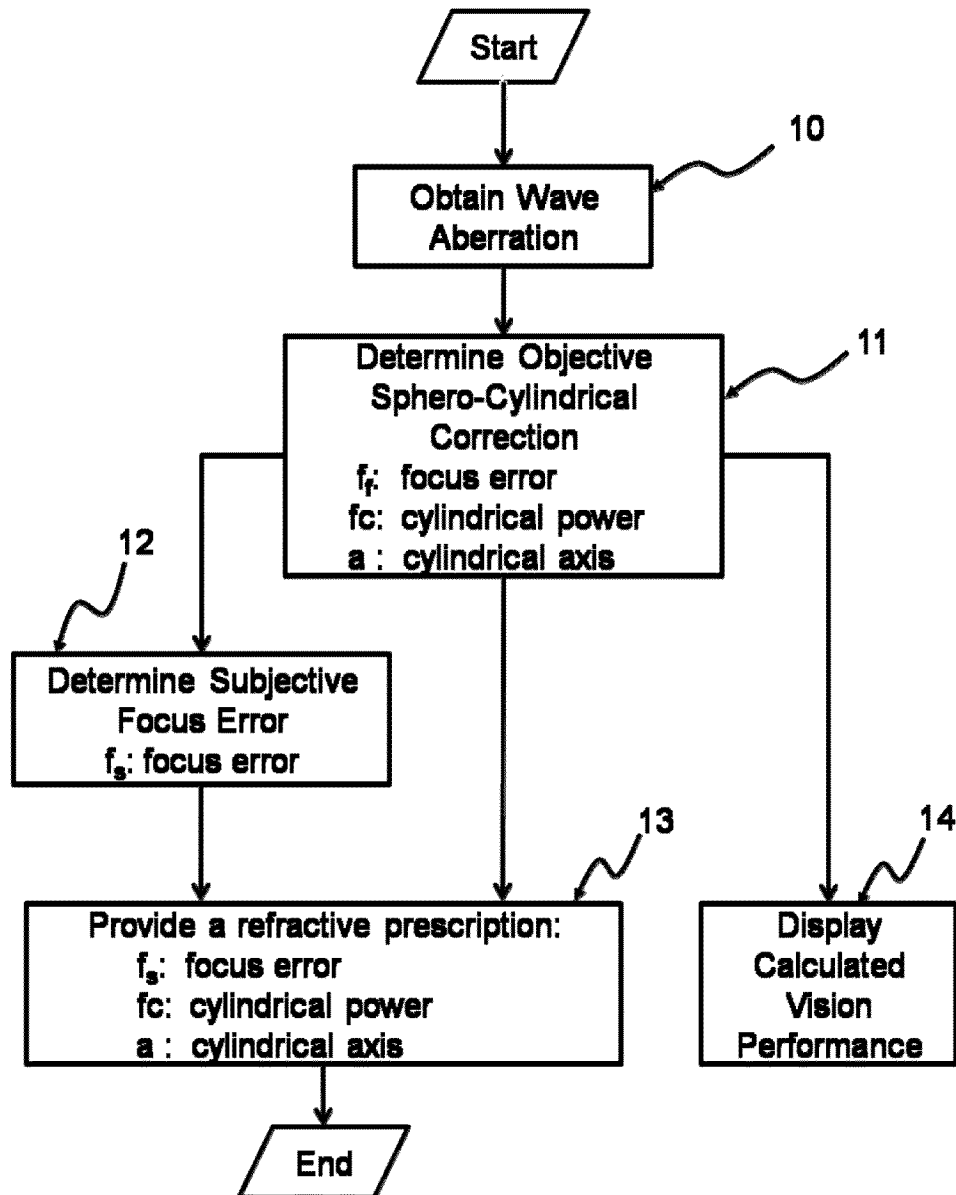 Start
10
Obtain Wave
Aberration
11
Determine Objective
Sphero-Cylindrical
Correction
f_f: focus error
fc: cylindrical power
a : cylindrical axis
12
Determine Subjective
Focus Error
f_s: focus error
13
Provide a refractive prescription:
f_s: focus error
fc: cylindrical power
a : cylindrical axis
14
Display
Calculated
Vision
Performance
End